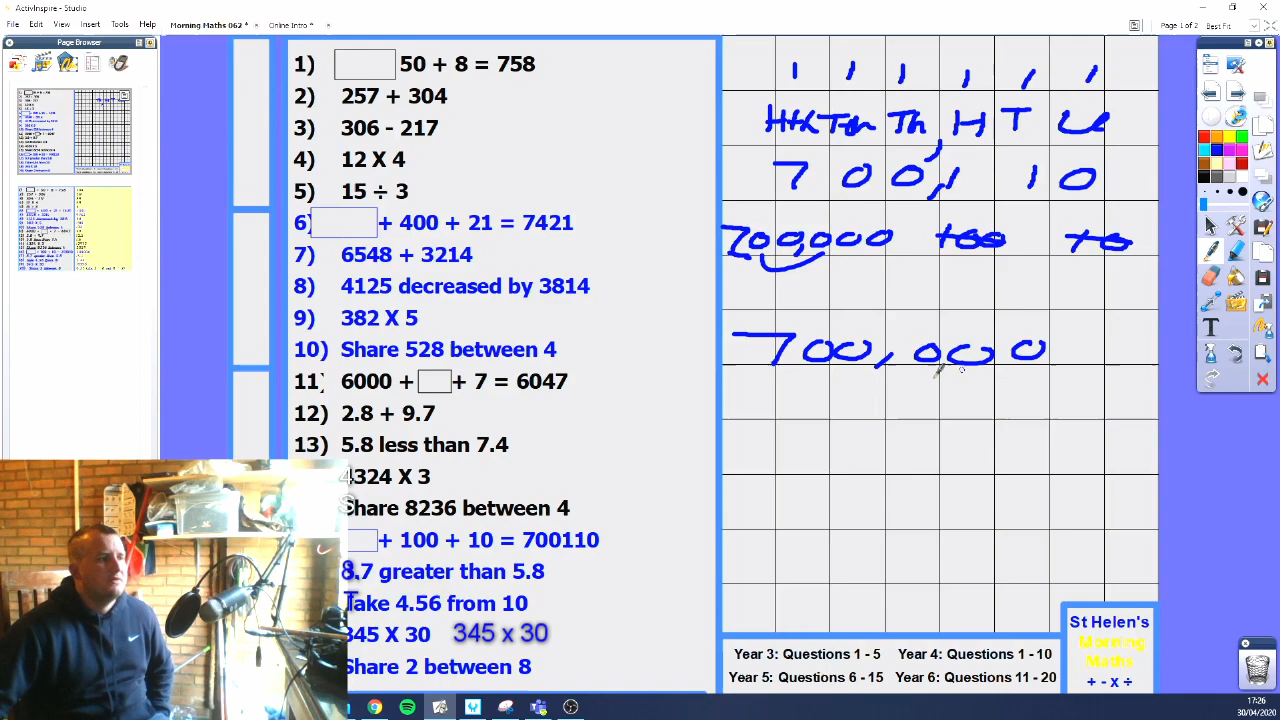 ActivInspire - Studio
File Edit View Insert Tools Help
Morning Maths 062 * × Online Intro * ×
Page 1 of 2 Best Fit
Page Browser
1) 50 + 8 = 758
2) 257 + 304
3) 306 - 217
4) 12 X 4
5) 15 ÷ 3
6) + 400 + 21 = 7421
7) 6548 + 3214
8) 4125 decreased by 3814
9) 382 X 5
10) Share 528 between 4
11) 6000 + + 7 = 6047
12) 2.8 + 9.7
13) 5.8 less than 7.4
4324 X 3
Share 8236 between 4
+ 100 + 10 = 700110
8.7 greater than 5.8
Take 4.56 from 10
345 X 30 345 x 30
Share 2 between 8
1 1 1 1 1 1
HTh TTh Th, H T U
7 0 0, 1 1 0
700,000 +100 +10
700,000
Year 3: Questions 1 - 5 Year 4: Questions 1 - 10
Year 5: Questions 6 - 15 Year 6: Questions 11 - 20
St Helen's
Morning
Maths
+ - x ÷
17:26
30/04/2020